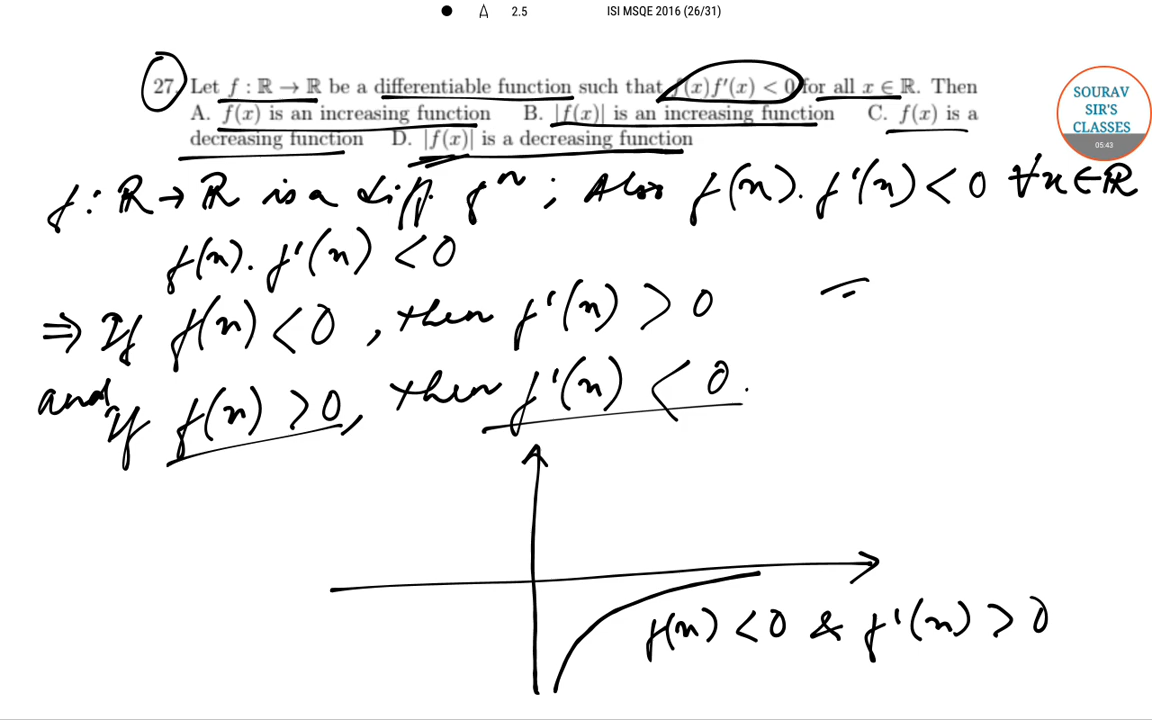 ● A 2.5 ISI MSQE 2016 (26/31)
27. Let f : ℝ → ℝ be a differentiable function such that f(x)f′(x) < 0 for all x ∈ ℝ. Then
A. f(x) is an increasing function B. |f(x)| is an increasing function C. f(x) is a
decreasing function D. |f(x)| is a decreasing function
SOURAV
SIR'S
CLASSES
05:43
f : ℝ → ℝ is a diff. fⁿ ; Also f(x). f′(x) < 0 ∀x∈ℝ
f(x). f′(x) < 0
⇒ If f(x) < 0 , then f′(x) > 0
and If f(x) > 0, then f′(x) < 0.
f(x) < 0 & f′(x) > 0